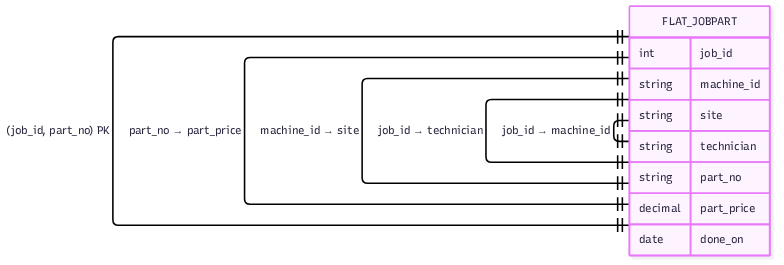 FLAT_JOBPART
int job_id
string machine_id
string site
string technician
string part_no
decimal part_price
date done_on
(job_id, part_no) PK
part_no → part_price
machine_id → site
job_id → technician
job_id → machine_id